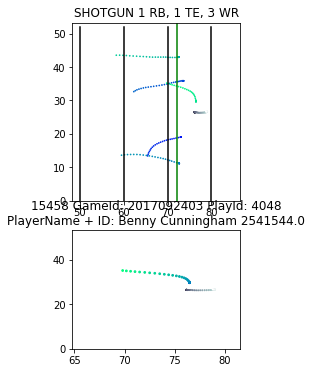 SHOTGUN 1 RB, 1 TE, 3 WR
50
40
30
20
10
0
50 60 70 80
15458 GameId: 2017092403 PlayId: 4048
PlayerName + ID: Benny Cunningham 2541544.0
40
20
0
65 70 75 80